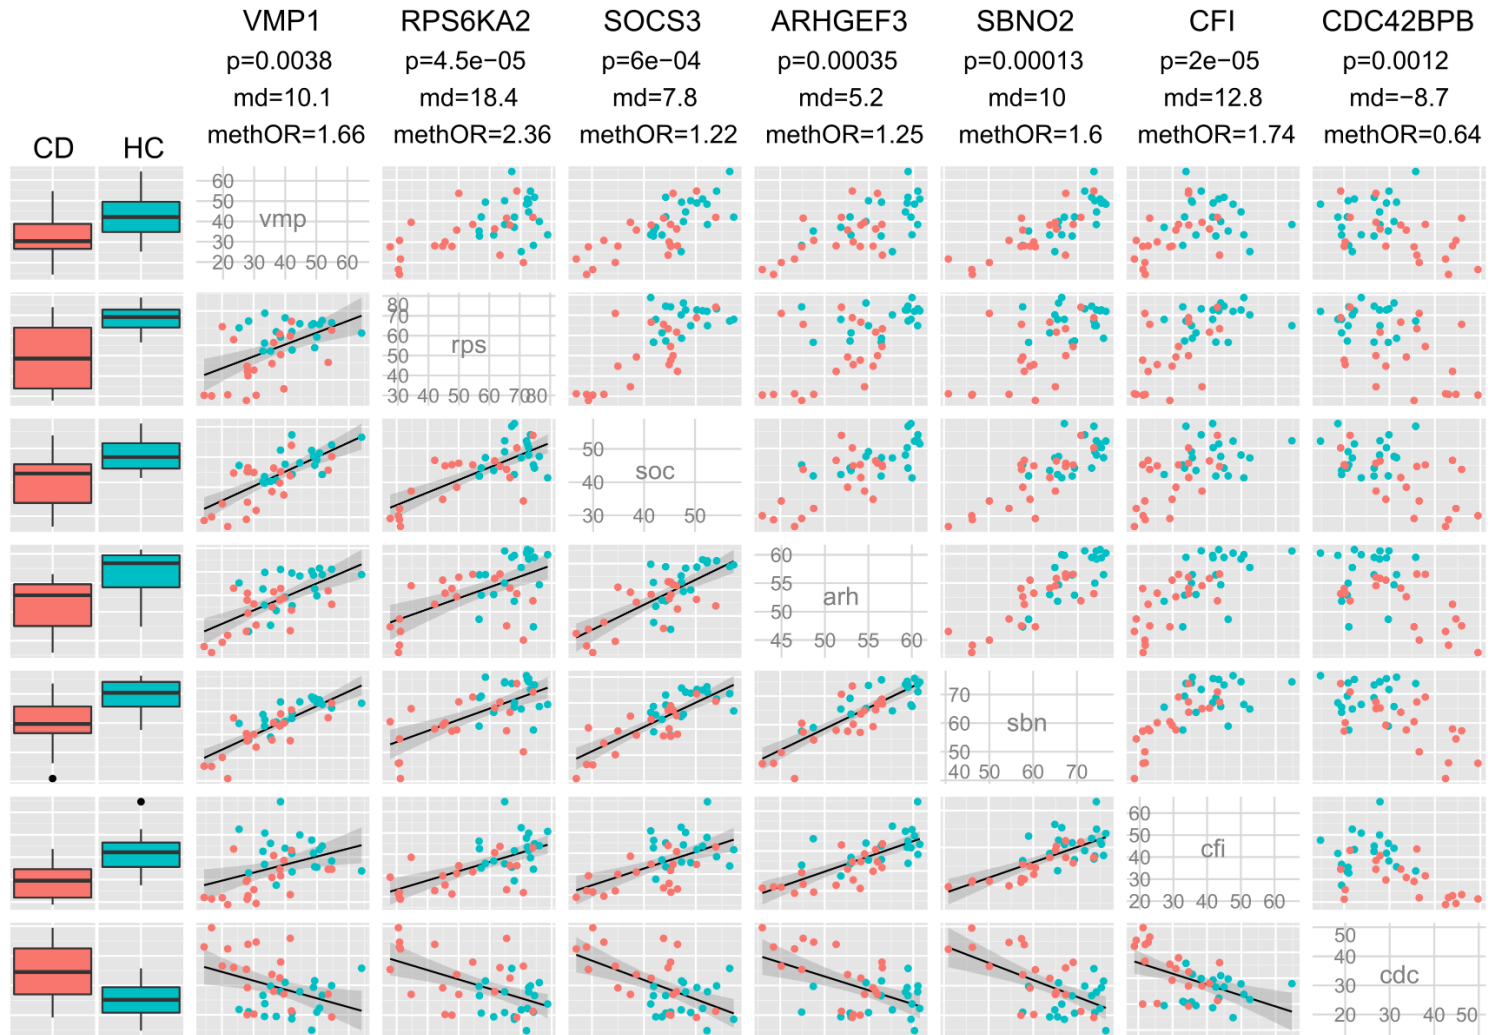 VMP1 RPS6KA2 SOCS3 ARHGEF3 SBNO2 CFI CDC42BPB
p=0.0038 p=4.5e−05 p=6e−04 p=0.00035 p=0.00013 p=2e−05 p=0.0012
md=10.1 md=18.4 md=7.8 md=5.2 md=10 md=12.8 md=−8.7
CD HC methOR=1.66 methOR=2.36 methOR=1.22 methOR=1.25 methOR=1.6 methOR=1.74 methOR=0.64
60
50
40 vmp
30
20 30 40 50 60
80
70
60 rps
50
40
30 30 40 50 60 70 80
50
soc
40
30 30 40 50
60
55
arh
50
45 45 50 55 60
70
60 sbn
50
40 40 50 60 70
60
50
40 cfi
30
20 20 30 40 50 60
50
40 cdc
30
20 20 30 40 50